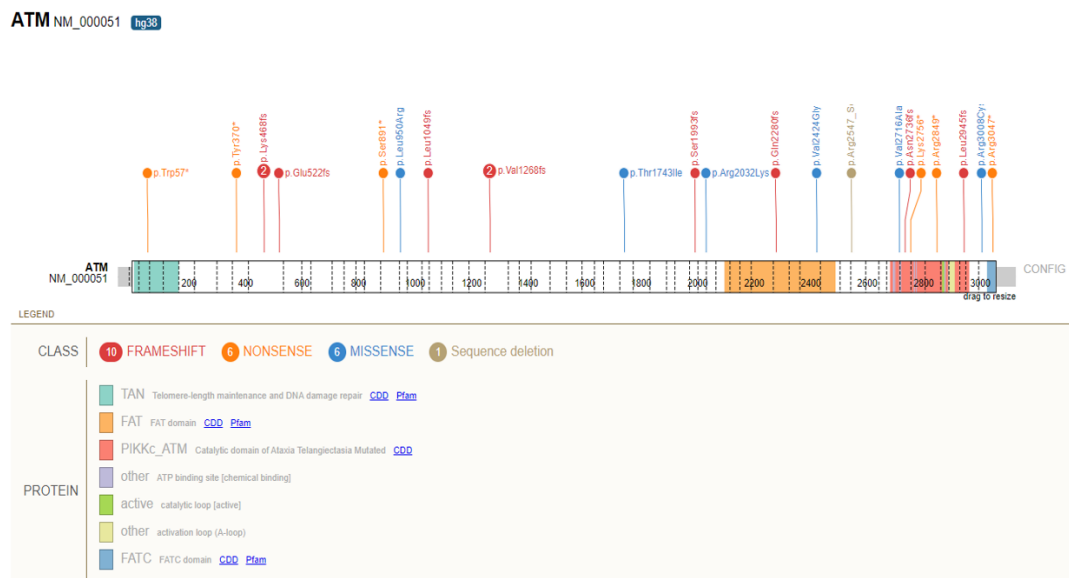 ATM NM_000051 hg38
p.Trp57*
p.Tyr370*
p.Lys468fs
2
p.Glu522fs
p.Ser891*
p.Leu950Arg
p.Leu1049fs
2 p.Val1268fs
p.Thr1743Ile
p.Ser1993fs
p.Arg2032Lys
p.Gln2280fs
p.Val2424Gly
p.Arg2547_S
p.Val2716Ala
p.Asn2736fs
p.Lys2756*
p.Arg2849*
p.Leu2945fs
p.Arg3008Cys
p.Arg3047*
ATM
NM_000051
200 400 600 800 1000 1200 1400 1600 1800 2000 2200 2400 2600 2800 3000
CONFIG
drag to resize
LEGEND
CLASS 10 FRAMESHIFT 6 NONSENSE 6 MISSENSE 1 Sequence deletion
PROTEIN
TAN Telomere-length maintenance and DNA damage repair CDD Pfam
FAT FAT domain CDD Pfam
PIKKc_ATM Catalytic domain of Ataxia Telangiectasia Mutated CDD
other ATP binding site [chemical binding]
active catalytic loop [active]
other activation loop (A-loop)
FATC FATC domain CDD Pfam